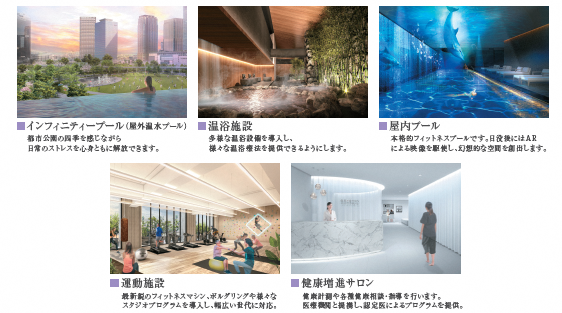 インフィニティープール（屋外温水プール）
都市公園の四季を感じながら
日常のストレスを心身ともに解放できます。
温浴施設
多様な温浴設備を導入し、
様々な温浴療法を提供できるようにします。
屋内プール
本格的フィットネスプールです。日没後にはAR
による映像を駆使し、幻想的な空間を創出します。
運動施設
最新鋭のフィットネスマシン、ボルダリングや様々な
スタジオプログラムを導入し、幅広い世代に対応。
健康増進サロン
健康計測や各種健康相談・指導を行います。
医療機関と提携し、認定医によるプログラムを提供。